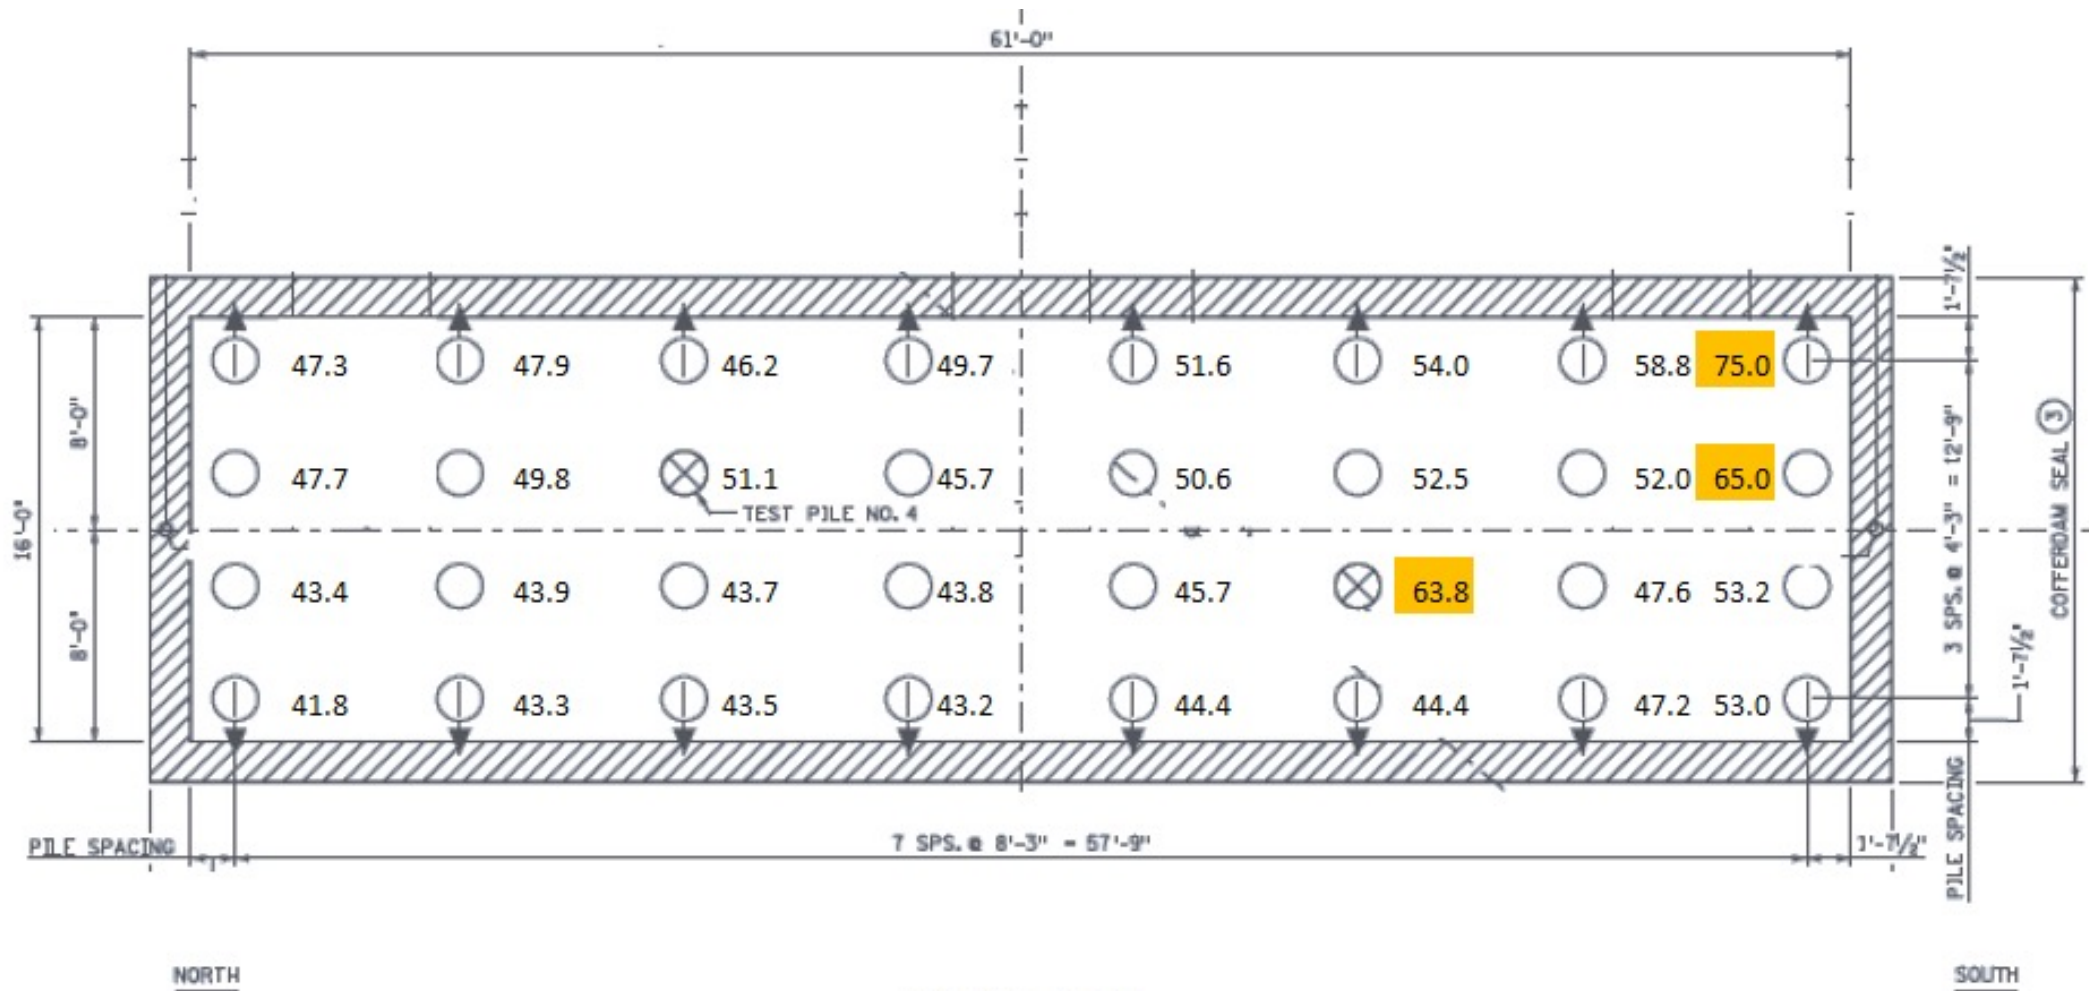 61'-0"
1'-7½"
47.3 47.9 46.2 49.7 51.6 54.0 58.8 75.0
8'-0"
COFFERDAM SEAL 3
47.7 49.8 51.1 45.7 50.6 52.5 52.0 65.0
TEST PILE NO. 4
16'-0"
3 SPS. @ 4'-3" = 12'-9"
43.4 43.9 43.7 43.8 45.7 63.8 47.6 53.2
8'-0"
1'-7½"
41.8 43.3 43.5 43.2 44.4 44.4 47.2 53.0
PILE SPACING
PILE SPACING
7 SPS. @ 8'-3" = 57'-9"
1'-7½"
NORTH
SOUTH